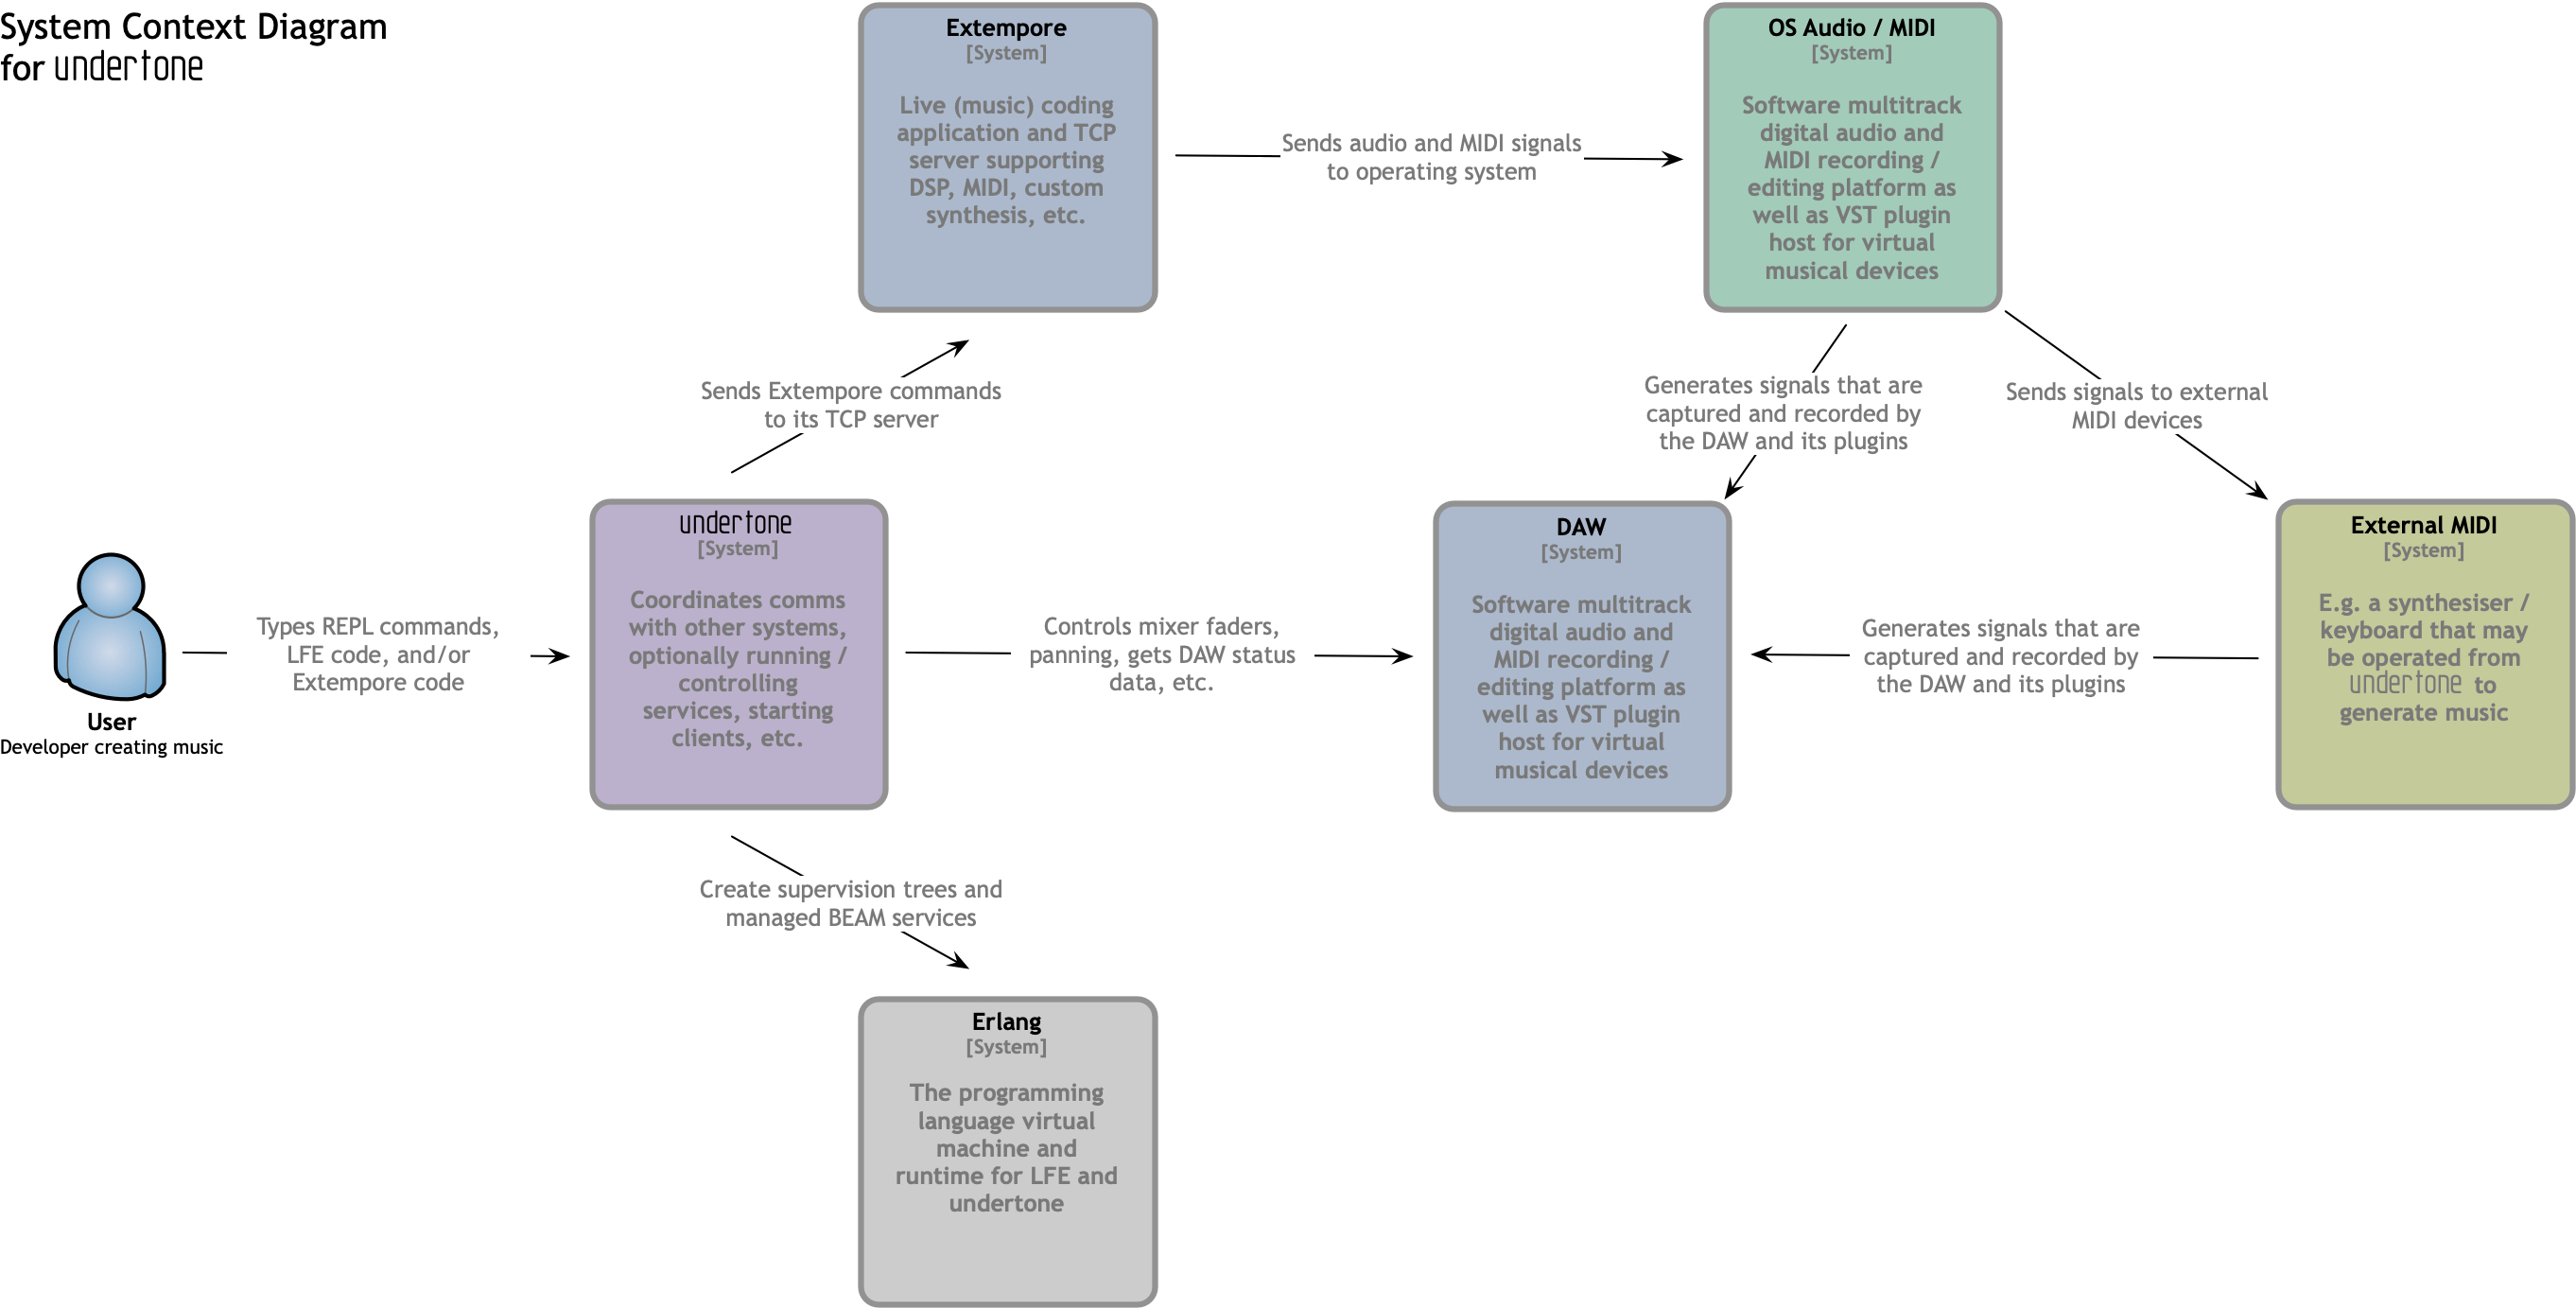 System Context Diagram
for undertone
Extempore
[System]
Live (music) coding
application and TCP
server supporting
DSP, MIDI, custom
synthesis, etc.
Sends audio and MIDI signals
to operating system
OS Audio / MIDI
[System]
Software multitrack
digital audio and
MIDI recording /
editing platform as
well as VST plugin
host for virtual
musical devices
Sends Extempore commands
to its TCP server
Generates signals that are
captured and recorded by
the DAW and its plugins
Sends signals to external
MIDI devices
User
Developer creating music
Types REPL commands,
LFE code, and/or
Extempore code
undertone
[System]
Coordinates comms
with other systems,
optionally running /
controlling
services, starting
clients, etc.
Controls mixer faders,
panning, gets DAW status
data, etc.
DAW
[System]
Software multitrack
digital audio and
MIDI recording /
editing platform as
well as VST plugin
host for virtual
musical devices
Generates signals that are
captured and recorded by
the DAW and its plugins
External MIDI
[System]
E.g. a synthesiser /
keyboard that may
be operated from
undertone to
generate music
Create supervision trees and
managed BEAM services
Erlang
[System]
The programming
language virtual
machine and
runtime for LFE and
undertone